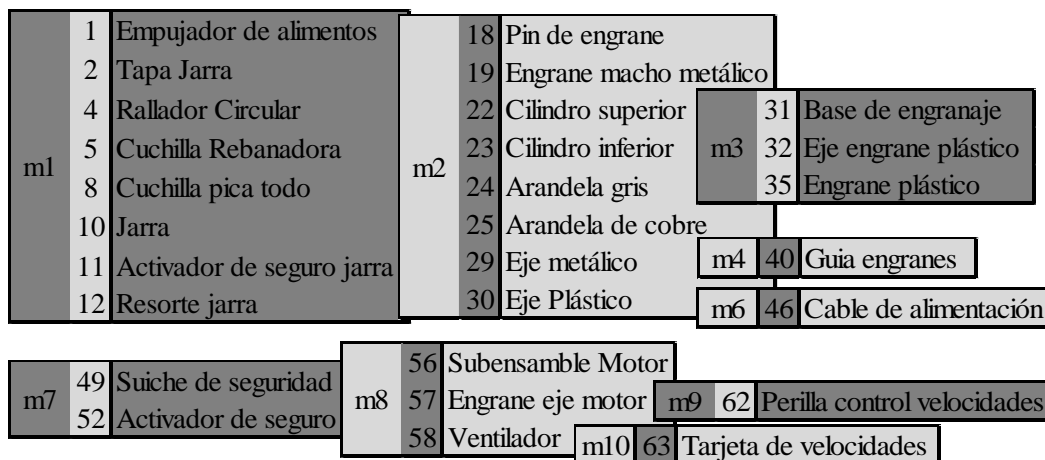 m1
1 Empujador de alimentos
2 Tapa Jarra
4 Rallador Circular
5 Cuchilla Rebanadora
8 Cuchilla pica todo
10 Jarra
11 Activador de seguro jarra
12 Resorte jarra
m2
18 Pin de engrane
19 Engrane macho metálico
22 Cilindro superior
23 Cilindro inferior
24 Arandela gris
25 Arandela de cobre
29 Eje metálico
30 Eje Plástico
m3
31 Base de engranaje
32 Eje engrane plástico
35 Engrane plástico
m4 40 Guia engranes
m6 46 Cable de alimentación
m7
49 Suiche de seguridad
52 Activador de seguro
m8
56 Subensamble Motor
57 Engrane eje motor
58 Ventilador
m9 62 Perilla control velocidades
m10 63 Tarjeta de velocidades